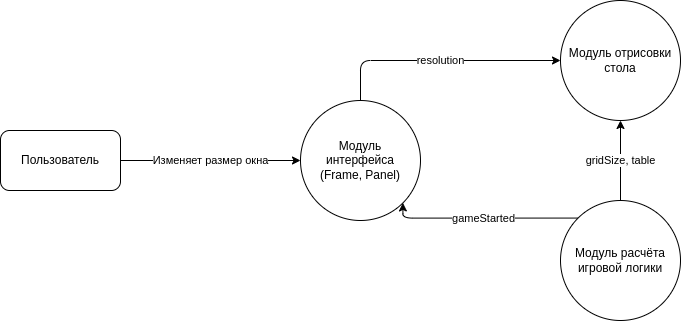 Модуль отрисовки
стола
resolution
Модуль
интерфейса
(Frame, Panel)
Пользователь
Изменяет размер окна
gridSize, table
gameStarted
Модуль расчёта
игровой логики